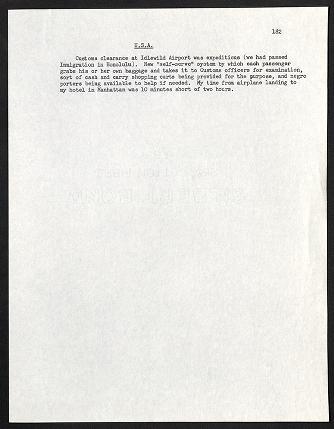 182
U.S.A.
Customs clearance at Idlewild Airport was expeditious (we had passed
Immigration in Honolulu). New "self-serve" system by which each passenger
grabs his or her own baggage and takes it to Customs officers for examination,
sort of cash and carry shopping carts being provided for the purpose, and negro
porters being available to help if needed. My time from airplane landing to
my hotel in Manhattan was 10 minutes short of two hours.